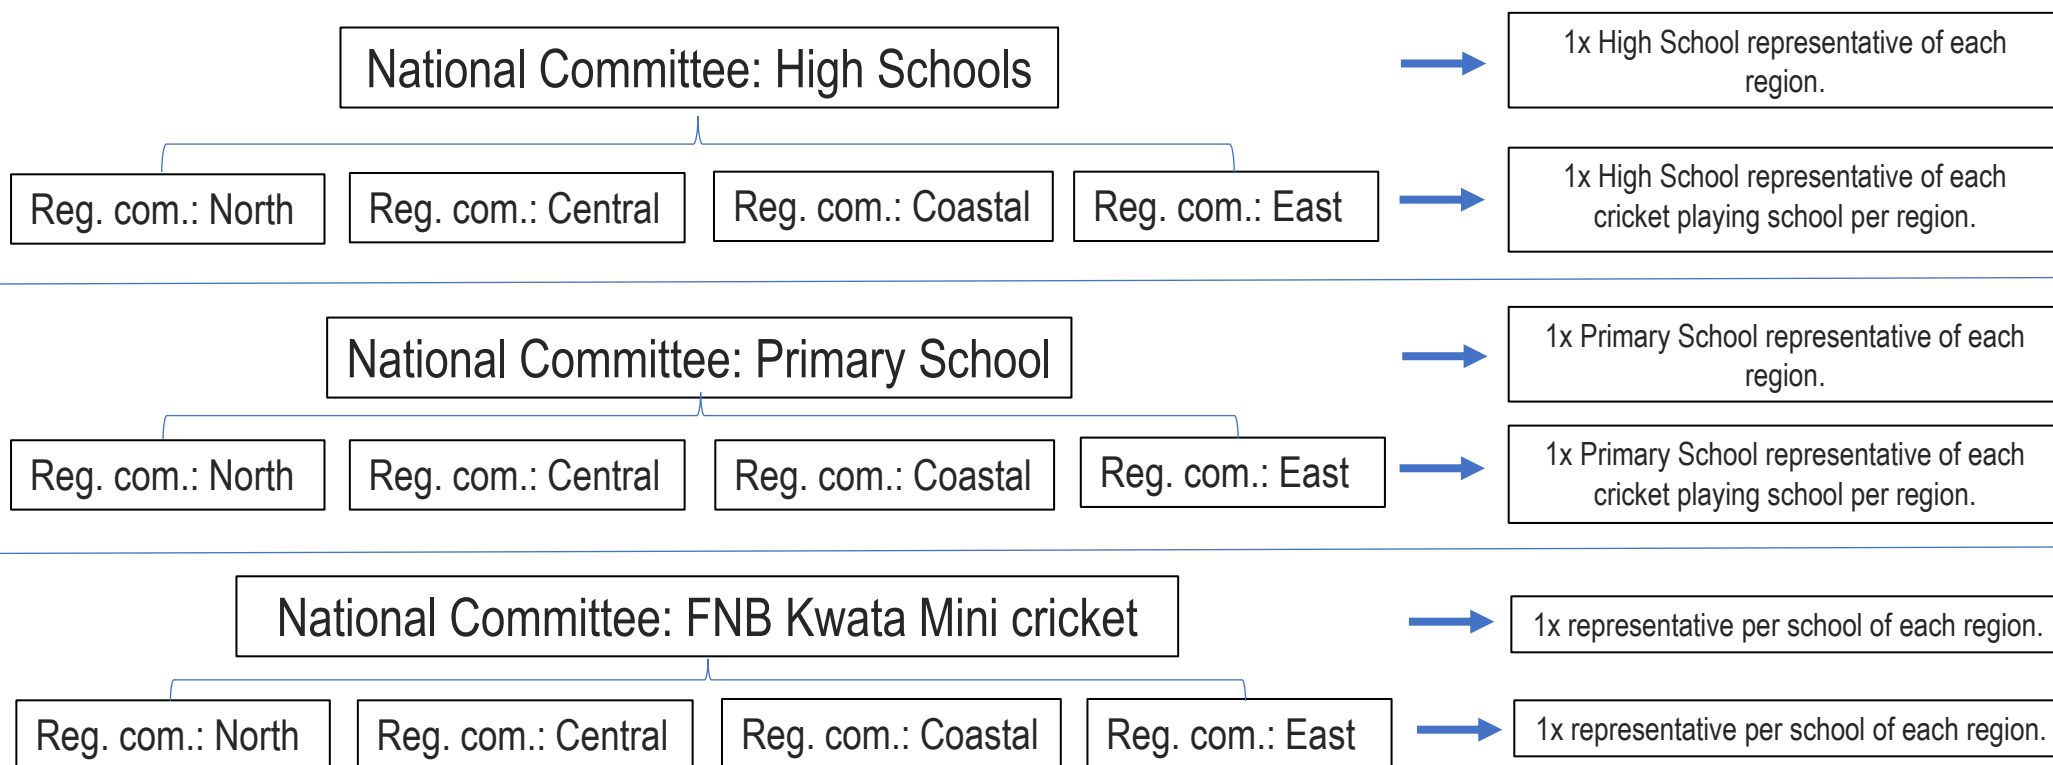 National Committee: High Schools
1x High School representative of each
region.
Reg. com.: North
Reg. com.: Central
Reg. com.: Coastal
Reg. com.: East
1x High School representative of each
cricket playing school per region.
National Committee: Primary School
1x Primary School representative of each
region.
Reg. com.: North
Reg. com.: Central
Reg. com.: Coastal
Reg. com.: East
1x Primary School representative of each
cricket playing school per region.
National Committee: FNB Kwata Mini cricket
1x representative per school of each region.
Reg. com.: North
Reg. com.: Central
Reg. com.: Coastal
Reg. com.: East
1x representative per school of each region.